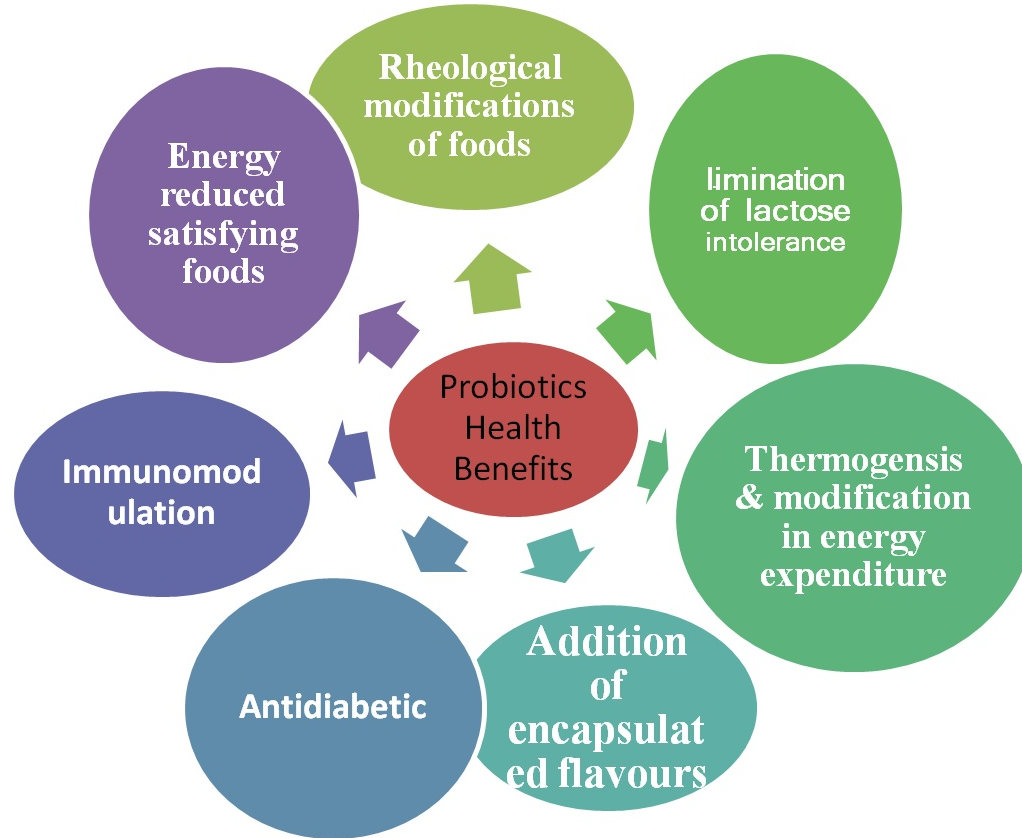 Rheological
modifications
of foods
Energy
reduced
satisfying
foods
limination
of lactose
intolerance
Probiotics
Health
Benefits
Thermogensis
& modification
in energy
expenditure
Immunomod
ulation
Antidiabetic
Addition
of
encapsulat
ed flavours